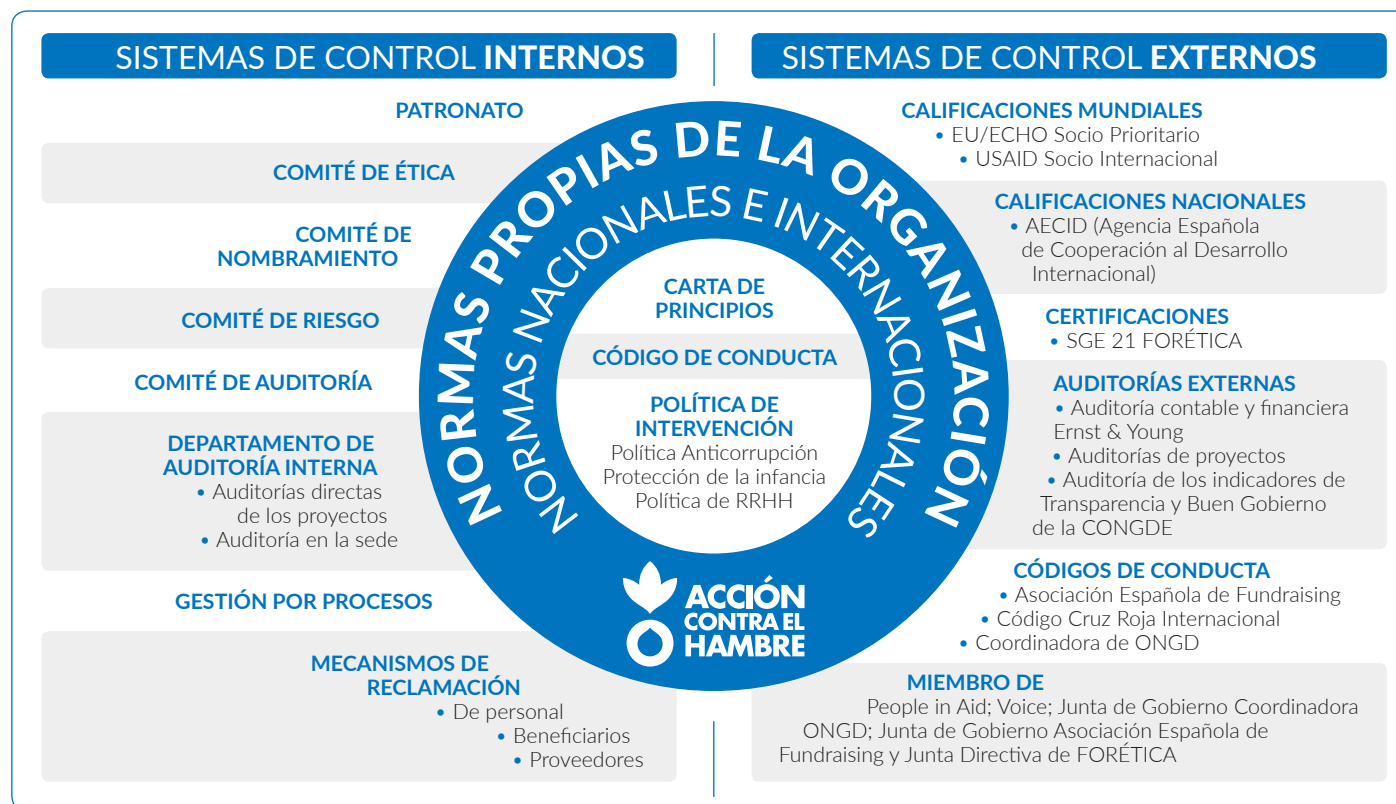 SISTEMAS DE CONTROL INTERNOS
PATRONATO
COMITÉ DE ÉTICA
COMITÉ DE
NOMBRAMIENTO
COMITÉ DE RIESGO
COMITÉ DE AUDITORÍA
DEPARTAMENTO DE
AUDITORÍA INTERNA
• Auditorías directas
de los proyectos
• Auditoría en la sede
GESTIÓN POR PROCESOS
MECANISMOS DE
RECLAMACIÓN
• De personal
• Beneficiarios
• Proveedores
NORMAS PROPIAS DE LA ORGANIZACIÓN
NORMAS NACIONALES E INTERNACIONALES
CARTA DE
PRINCIPIOS
CÓDIGO DE CONDUCTA
POLÍTICA DE
INTERVENCIÓN
Política Anticorrupción
Protección de la infancia
Política de RRHH
ACCIÓN
CONTRA EL
HAMBRE
SISTEMAS DE CONTROL EXTERNOS
CALIFICACIONES MUNDIALES
• EU/ECHO Socio Prioritario
• USAID Socio Internacional
CALIFICACIONES NACIONALES
• AECID (Agencia Española
de Cooperación al Desarrollo
Internacional)
CERTIFICACIONES
• SGE 21 FORÉTICA
AUDITORÍAS EXTERNAS
• Auditoría contable y financiera
Ernst & Young
• Auditorías de proyectos
• Auditoría de los indicadores de
Transparencia y Buen Gobierno
de la CONGDE
CÓDIGOS DE CONDUCTA
• Asociación Española de Fundraising
• Código Cruz Roja Internacional
• Coordinadora de ONGD
MIEMBRO DE
People in Aid; Voice; Junta de Gobierno Coordinadora
ONGD; Junta de Gobierno Asociación Española de
Fundraising y Junta Directiva de FORÉTICA